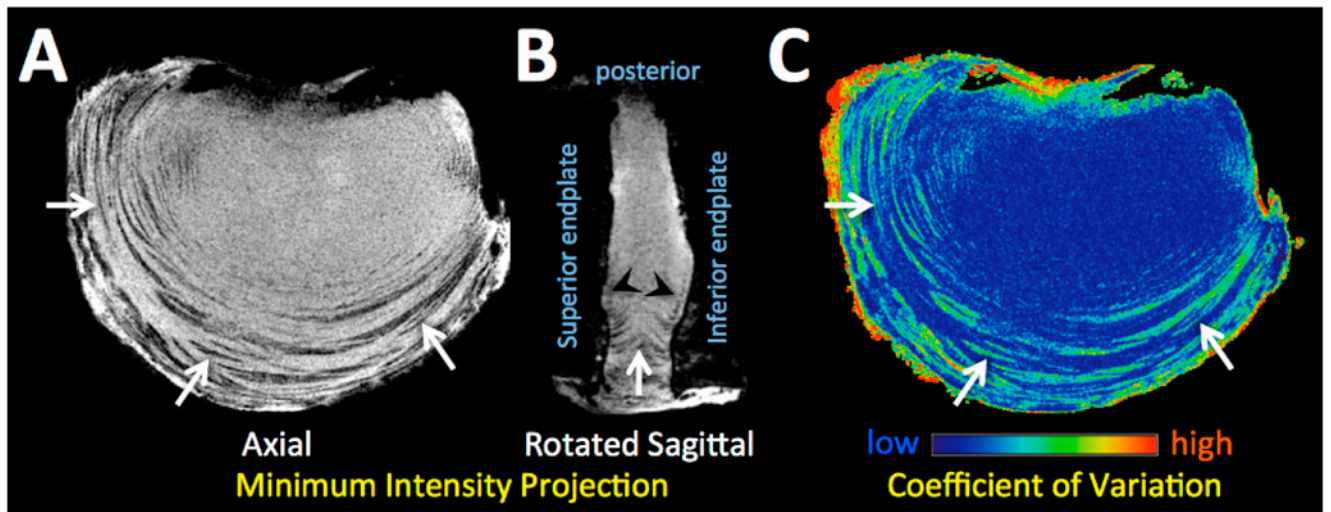 A
B
C
posterior
Superior endplate
Inferior endplate
Axial
Rotated Sagittal
low
high
Minimum Intensity Projection
Coefficient of Variation